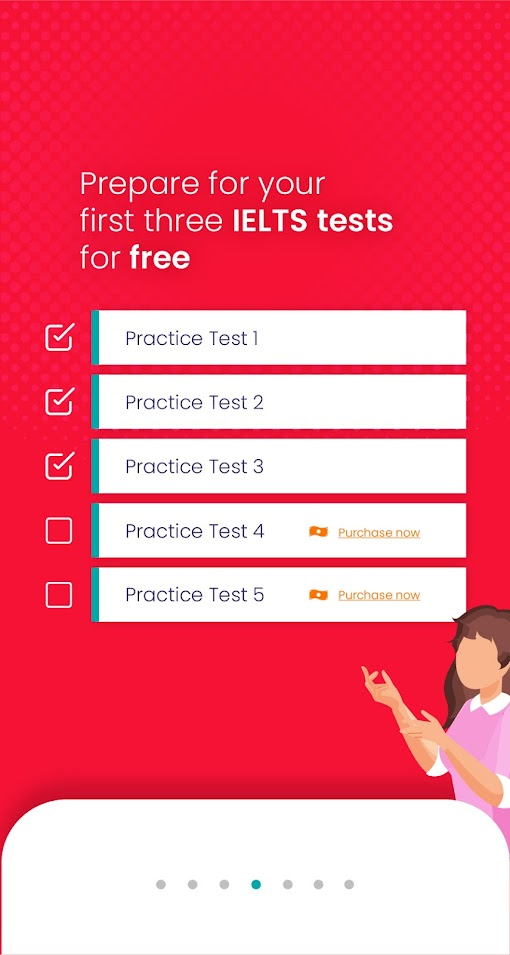 Prepare for your
first three IELTS tests
for free
Practice Test 1
Practice Test 2
Practice Test 3
Practice Test 4 Purchase now
Practice Test 5 Purchase now